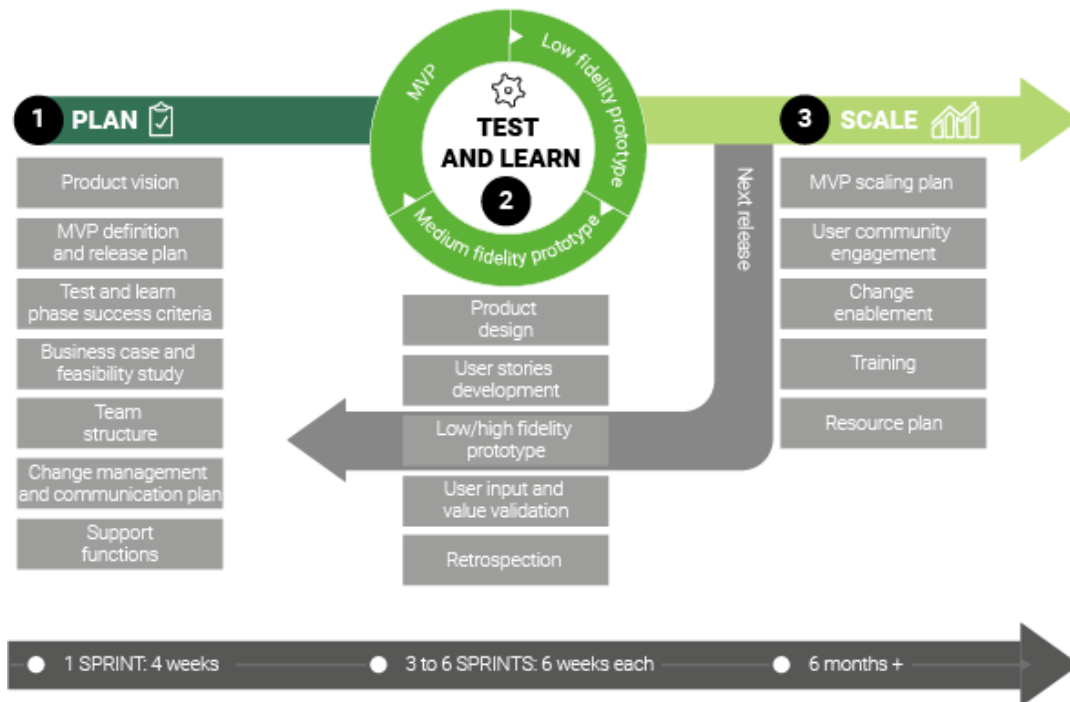 1 PLAN
Product vision
MVP definition
and release plan
Test and learn
phase success criteria
Business case and
feasibility study
Team
structure
Change management
and communication plan
Support
functions
MVP
Low fidelity prototype
Medium fidelity prototype
TEST
AND LEARN
2
Product
design
User stories
development
Low/high fidelity
prototype
User input and
value validation
Retrospection
Next release
3 SCALE
MVP scaling plan
User community
engagement
Change
enablement
Training
Resource plan
1 SPRINT: 4 weeks
3 to 6 SPRINTS: 6 weeks each
6 months +